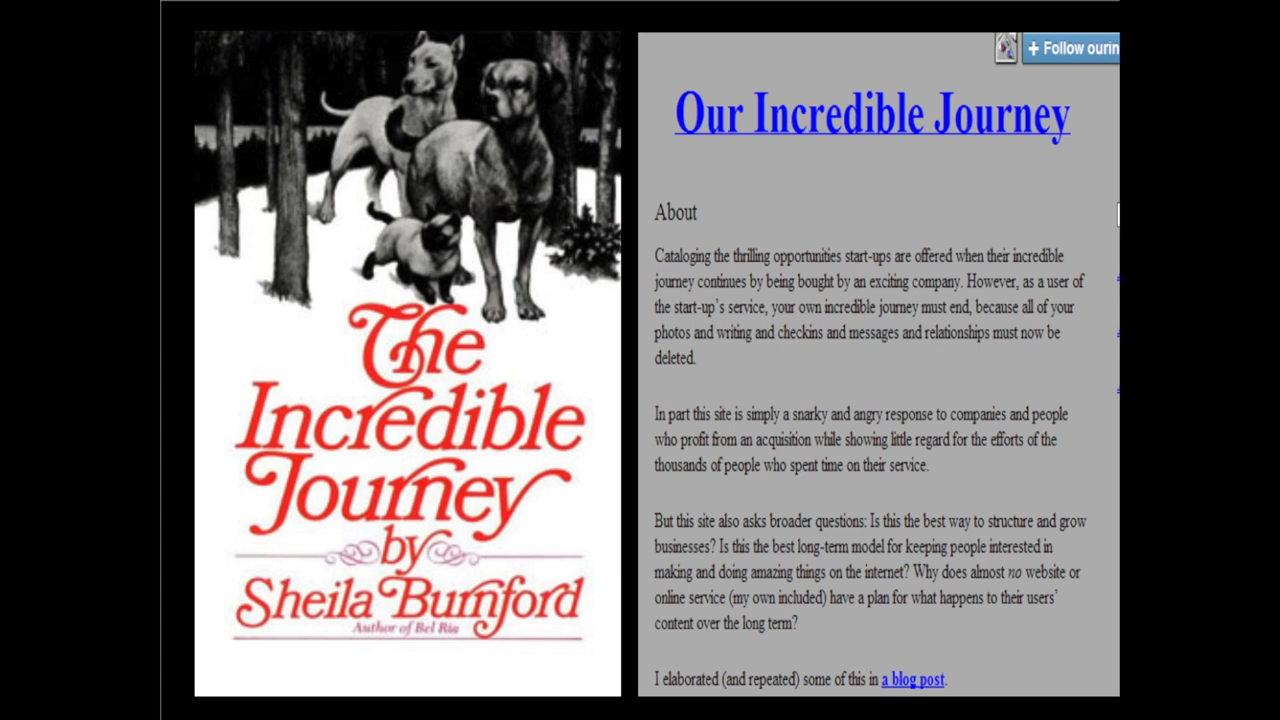 The
Incredible
Journey
by
Sheila Burnford
Author of Bel Ria
+ Follow ourin
Our Incredible Journey
About
Cataloging the thrilling opportunities start-ups are offered when their incredible
journey continues by being bought by an exciting company. However, as a user of
the start-up's service, your own incredible journey must end, because all of your
photos and writing and checkins and messages and relationships must now be
deleted.
In part this site is simply a snarky and angry response to companies and people
who profit from an acquisition while showing little regard for the efforts of the
thousands of people who spent time on their service.
But this site also asks broader questions: Is this the best way to structure and grow
businesses? Is this the best long-term model for keeping people interested in
making and doing amazing things on the internet? Why does almost no website or
online service (my own included) have a plan for what happens to their users'
content over the long term?
I elaborated (and repeated) some of this in a blog post.